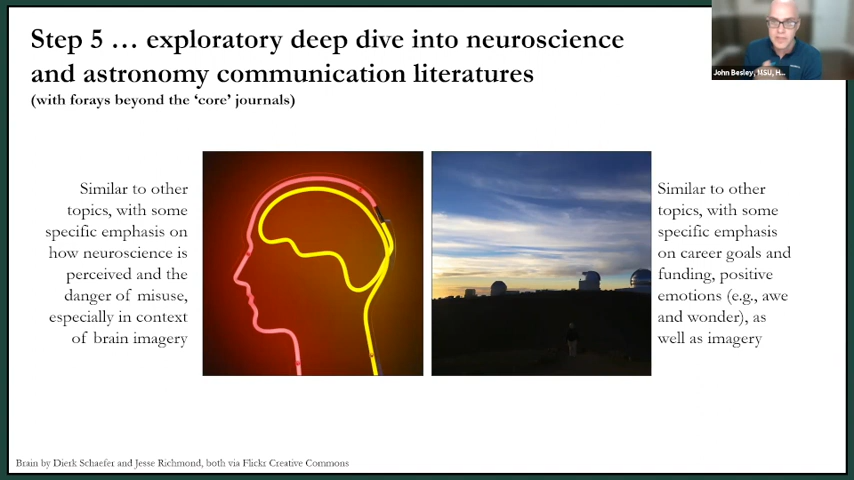 Step 5 … exploratory deep dive into neuroscience
and astronomy communication literatures
(with forays beyond the ‘core’ journals)
John Besley, MSU, H...
Similar to other
topics, with some
specific emphasis on
how neuroscience is
perceived and the
danger of misuse,
especially in context
of brain imagery
Similar to other
topics, with some
specific emphasis
on career goals and
funding, positive
emotions (e.g., awe
and wonder), as
well as imagery
Brain by Dierk Schaefer and Jesse Richmond, both via Flickr Creative Commons